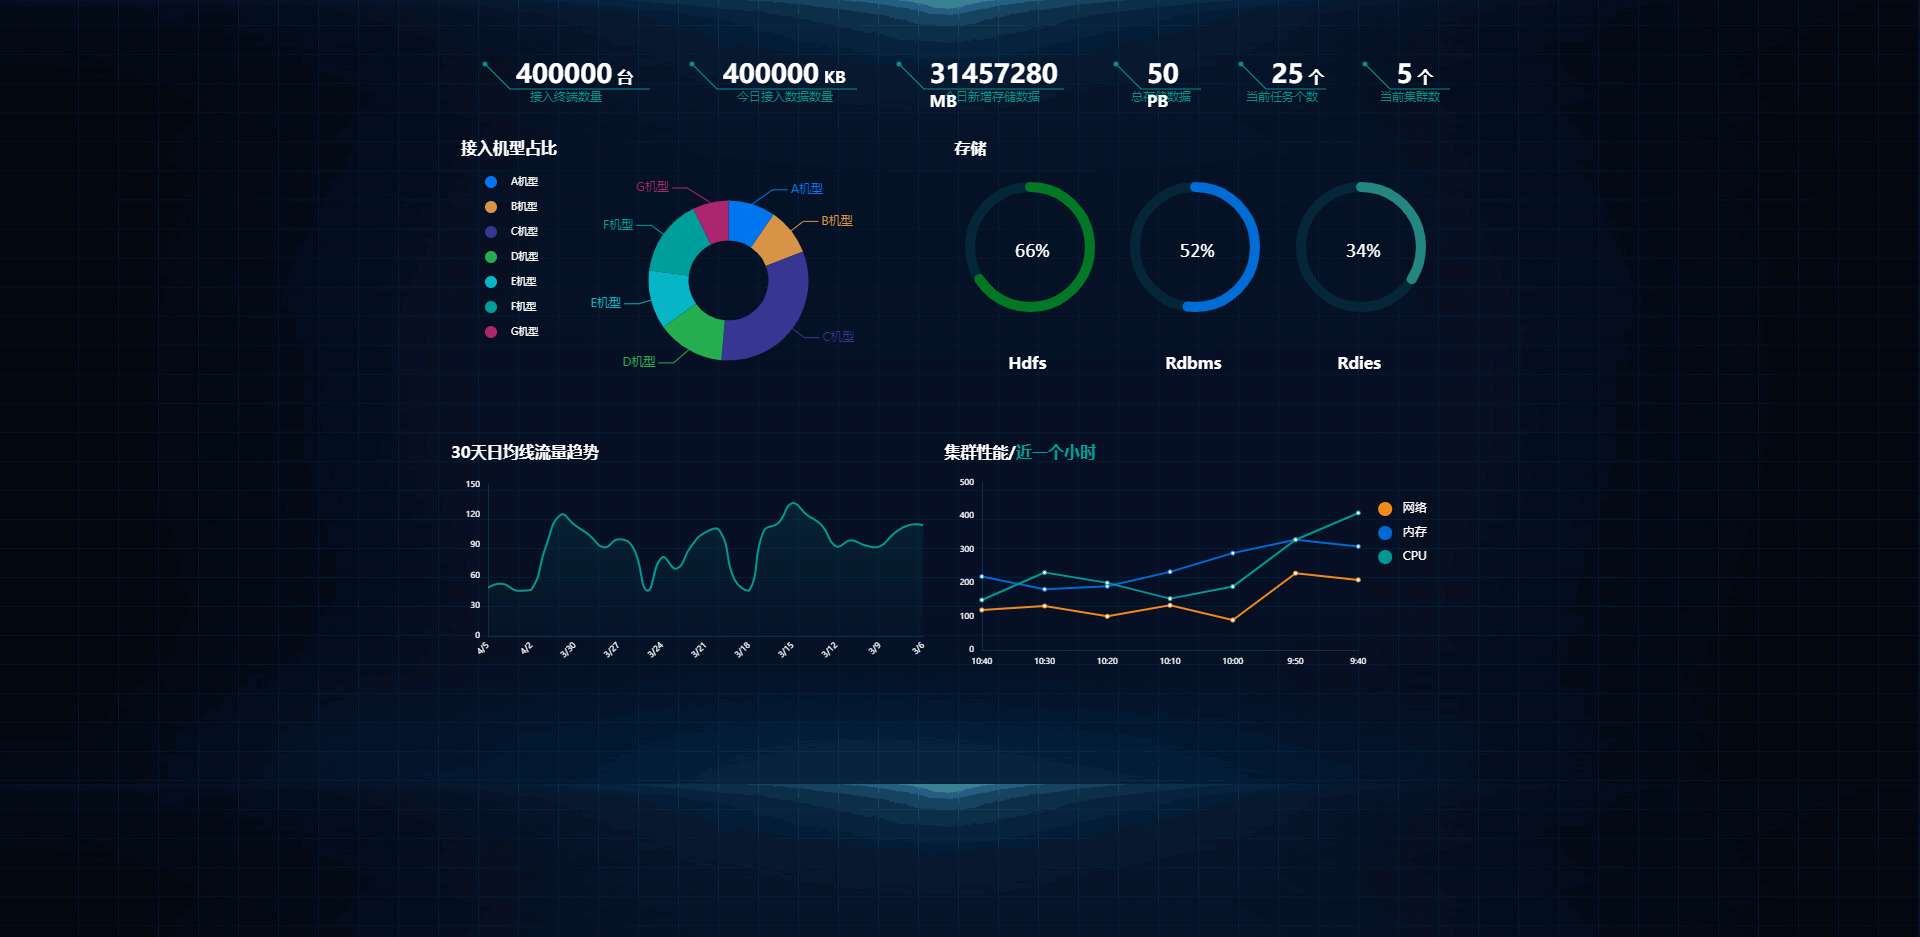 400000 台
接入终端数量
400000 KB
今日接入数据数量
31457280 MB
今日新增存储数据
50 PB
总存储数据
25 个
当前任务个数
5 个
当前集群数
接入机型占比
A机型
B机型
C机型
D机型
E机型
F机型
G机型
G机型
A机型
F机型
B机型
E机型
C机型
D机型
存储
66%
52%
34%
Hdfs
Rdbms
Rdies
30天日均线流量趋势
150
120
90
60
30
0
4/5
4/2
3/30
3/27
3/24
3/21
3/18
3/15
3/12
3/9
3/6
集群性能/近一个小时
500
400
300
200
100
0
10:40
10:30
10:20
10:10
10:00
9:50
9:40
网络
内存
CPU